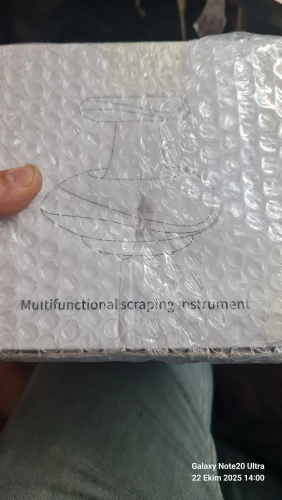 Multifunctional scraping instrument
Galaxy Note20 Ultra
22 Ekim 2025 14:00